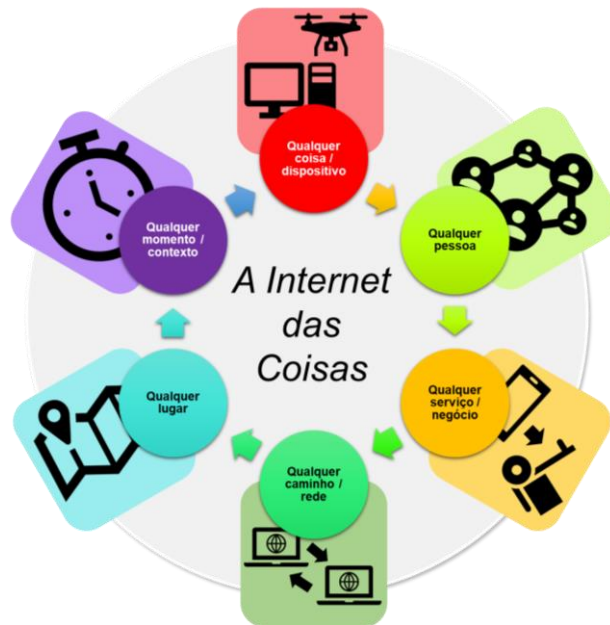 Qualquer
coisa /
dispositivo
Qualquer
pessoa
Qualquer
serviço /
negócio
Qualquer
caminho /
rede
Qualquer
lugar
Qualquer
momento /
contexto
A Internet
das
Coisas